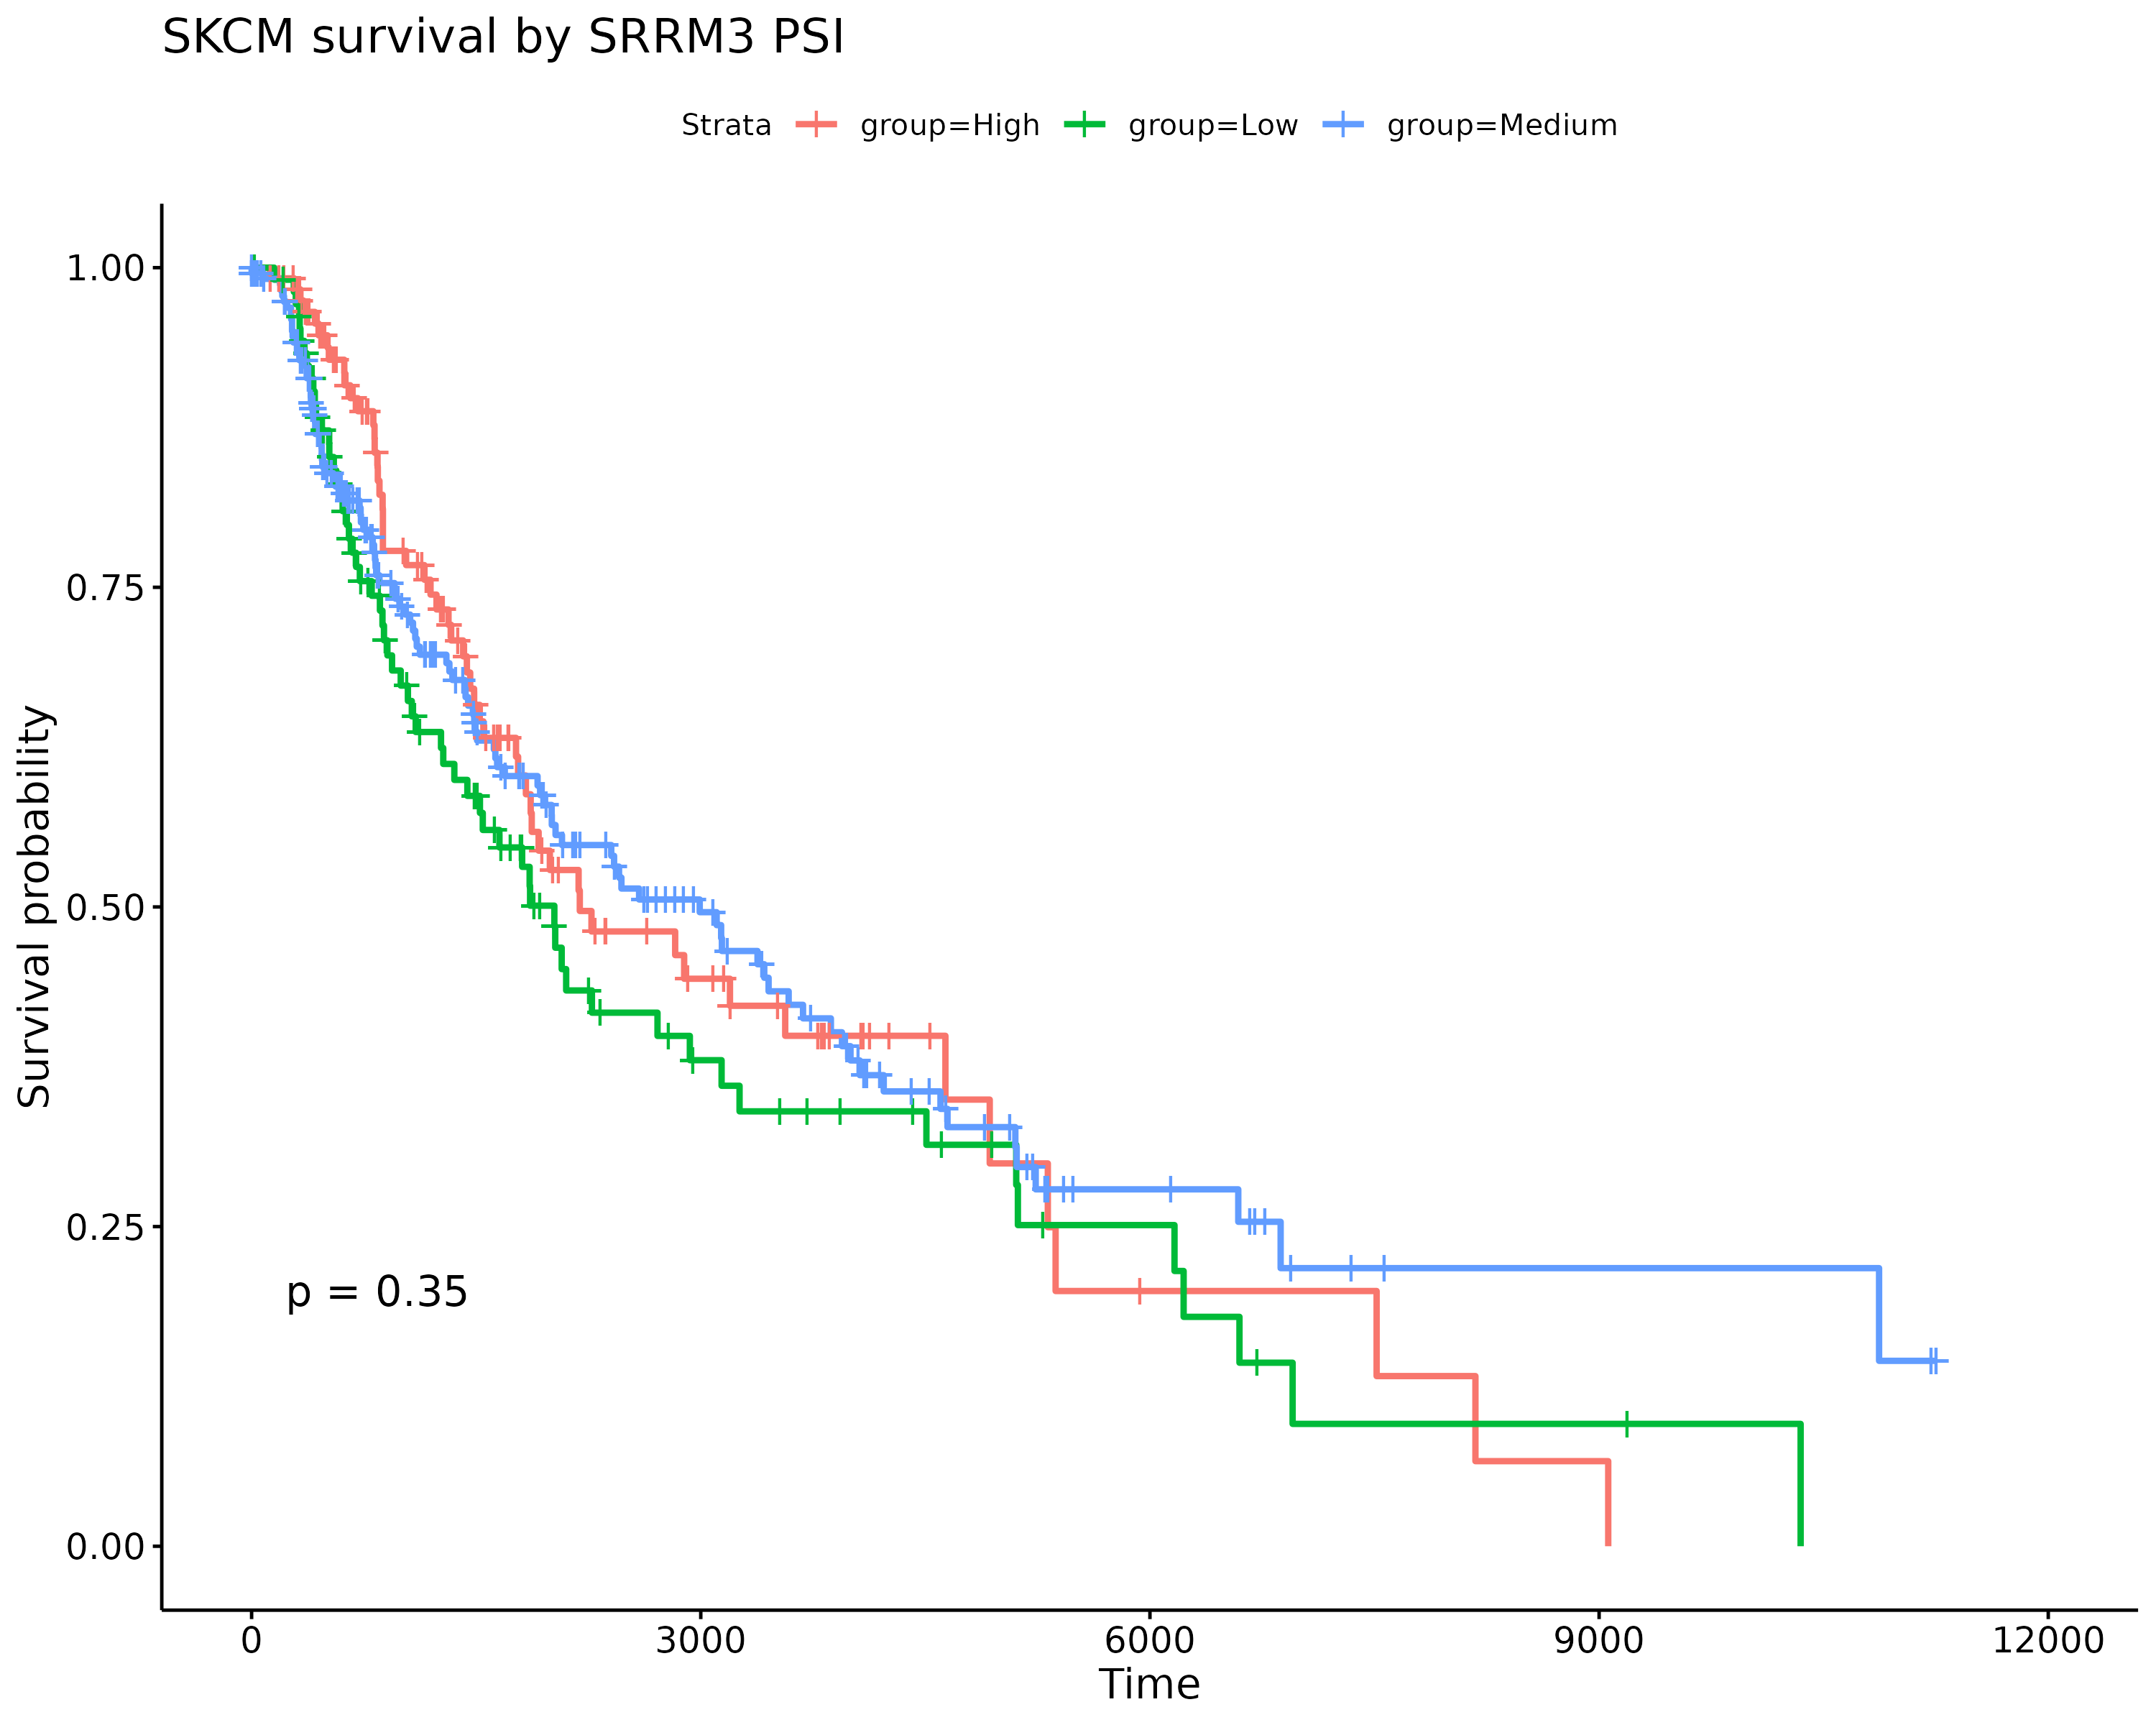 SKCM survival by SRRM3 PSI
Strata group=High group=Low group=Medium
1.00
0.75
0.50
0.25
0.00
Survival probability
p = 0.35
0 3000 6000 9000 12000
Time